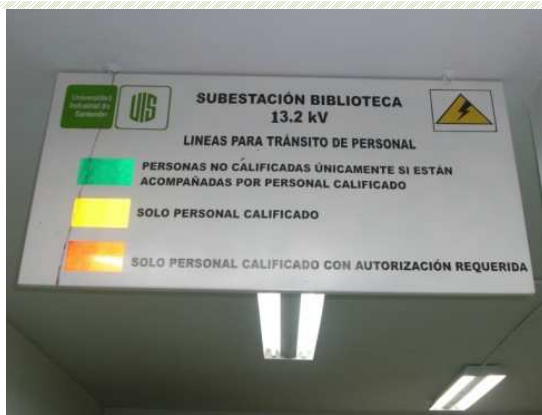 Universidad
Industrial de
Santander
UIS
SUBESTACIÓN BIBLIOTECA
13.2 kV
LINEAS PARA TRÁNSITO DE PERSONAL
PERSONAS NO CALIFICADAS ÚNICAMENTE SI ESTÁN
ACOMPAÑADAS POR PERSONAL CALIFICADO
SOLO PERSONAL CALIFICADO
SOLO PERSONAL CALIFICADO CON AUTORIZACIÓN REQUERIDA